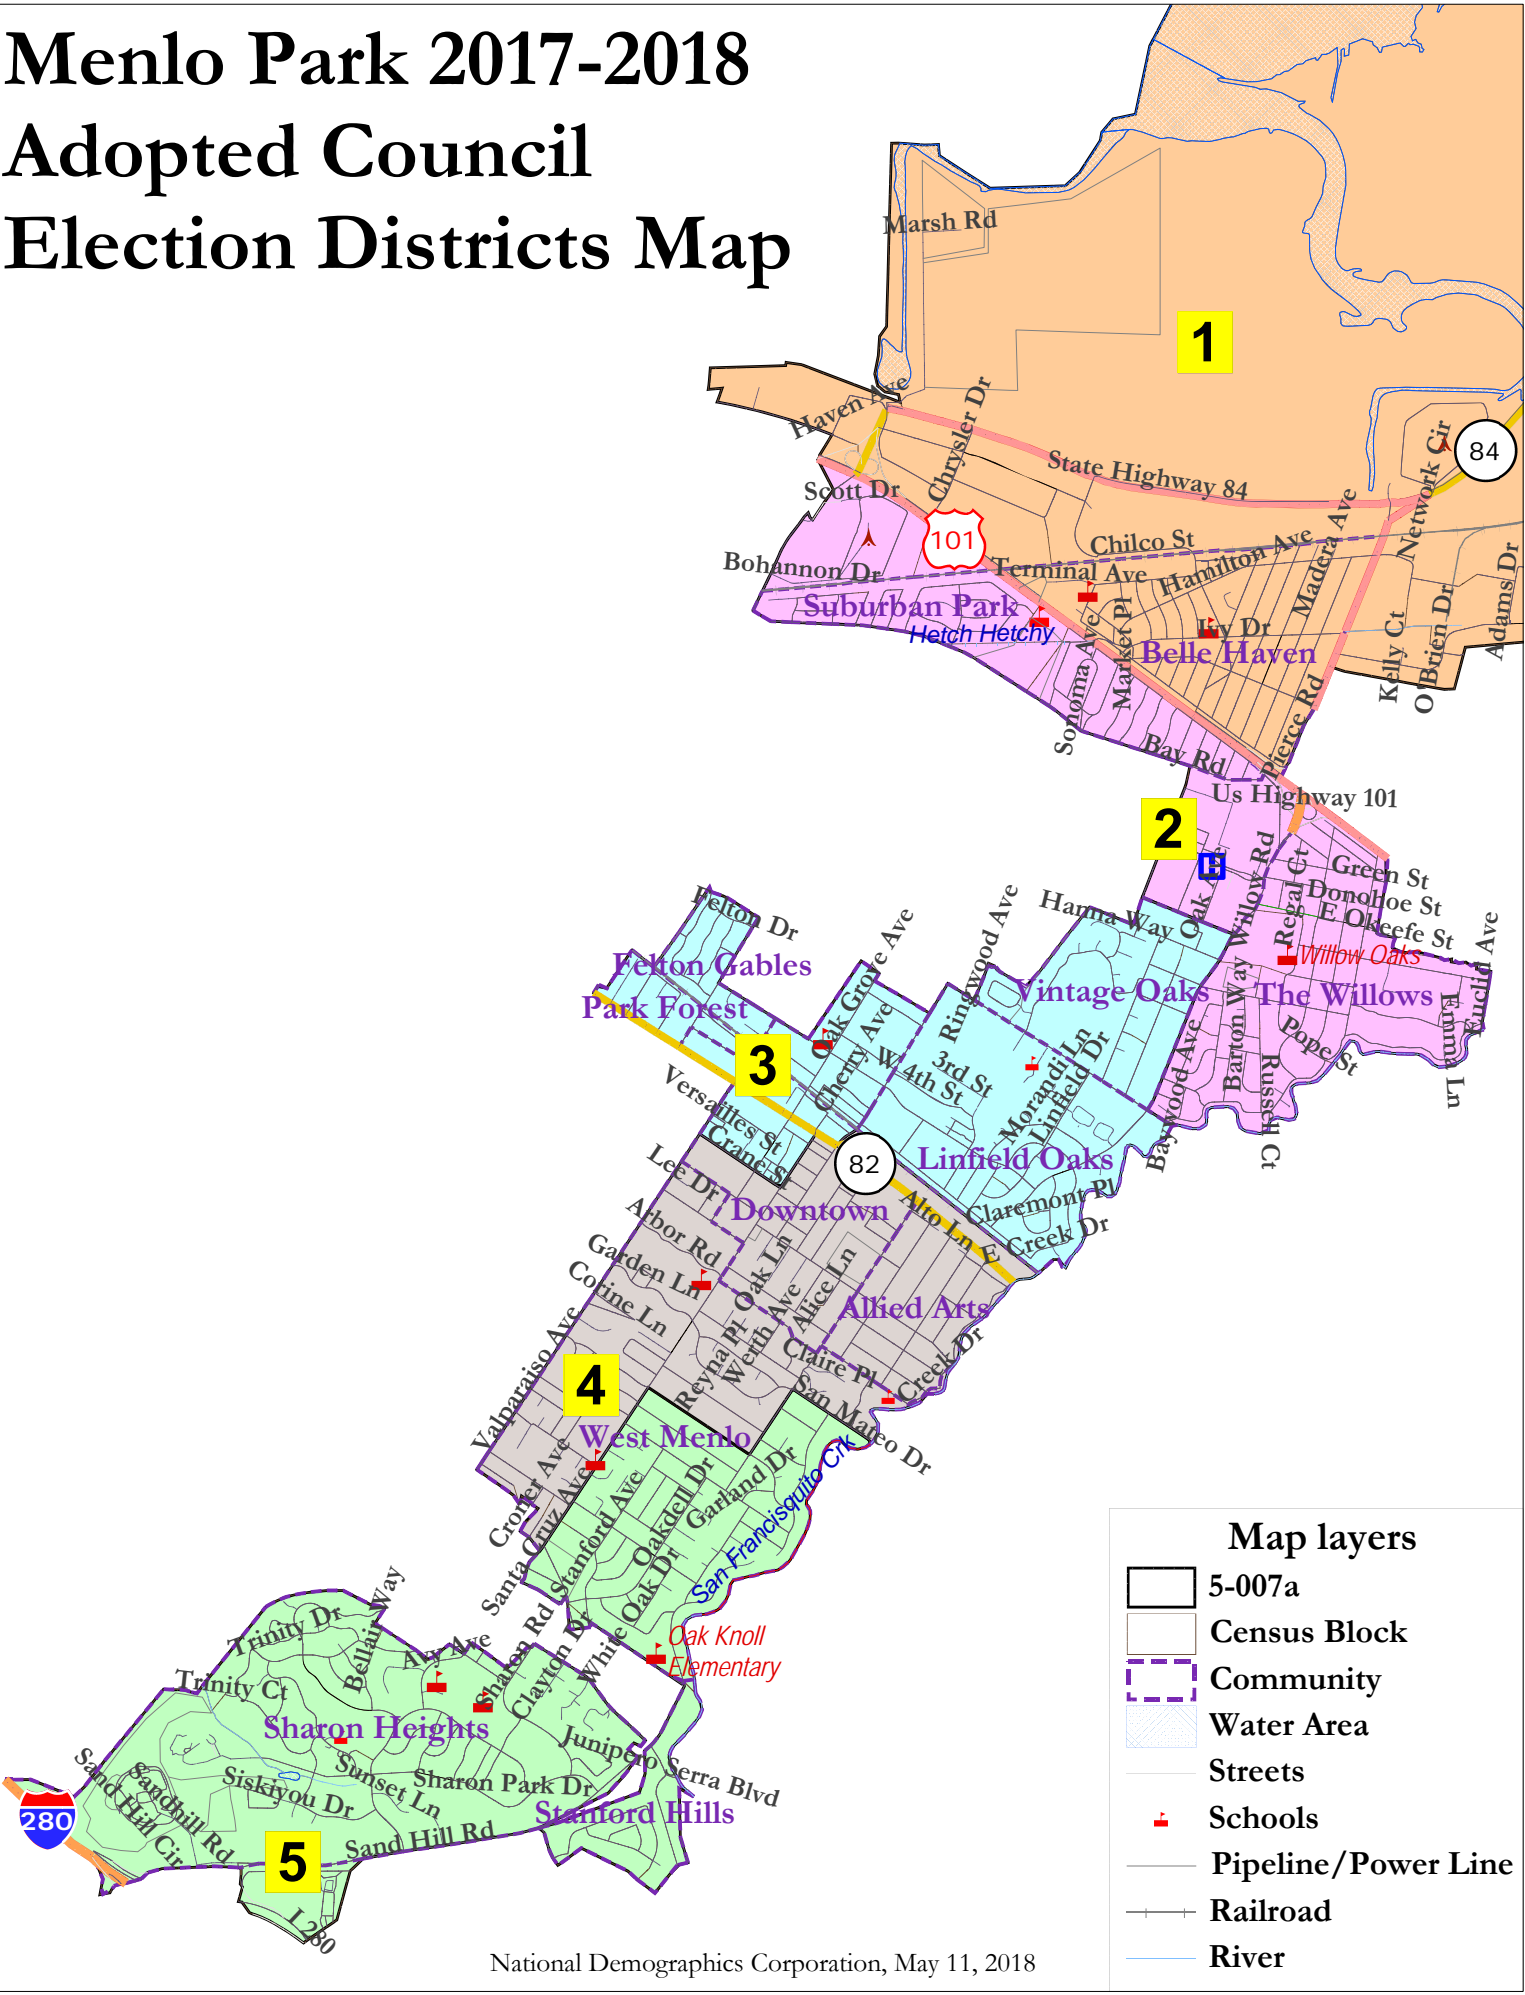 Menlo Park 2017-2018
Adopted Council
Election Districts Map
Marsh Rd
1
Haven Ave
Chrysler Dr
State Highway 84
Network Cir
84
Scott Dr
101
Chilco St
Hamilton Ave
Madera Ave
Bohannon Dr
Terminal Ave
Suburban Park
Hetch Hetchy
Sonoma Ave
Market Pl
Ivy Dr
Belle Haven
Kelly Ct
O'Brien Dr
Adams Dr
Pierce Rd
Bay Rd
Us Highway 101
2
H
Oak Ave
Willow Rd
Regal Ct
Green St
Donohoe St
E Okeefe St
Willow Oaks
Euclid Ave
Hanna Way
Felton Dr
Felton Gables
Park Forest
Oak Grove Ave
Ringwood Ave
Vintage Oaks
The Willows
Barton Way
Pope St
Emma Ln
Russell Ct
Baywood Ave
3
Cherry Ave
W 4th St
3rd St
Morandi Ln
Linfield Dr
Linfield Oaks
Versailles St
Crane St
82
Claremont Pl
E Creek Dr
Alto Ln
Lee Dr
Downtown
Arbor Rd
Garden Ln
Corine Ln
Oak Ln
Alice Ln
Allied Arts
Reyna Pl
Werth Ave
Claire Pl
Creek Dr
San Mateo Dr
Valparaiso Ave
4
West Menlo
Croner Ave
Santa Cruz Ave
Stanford Ave
Oakdell Dr
Garland Dr
San Francisquito Crk
Oak Dr
White
Oak Knoll
Elementary
Trinity Dr
Bellair Way
Avy Ave
Sharon Rd
Clayton Dr
Trinity Ct
Sharon Heights
Junipero Serra Blvd
Sand Hill Cir
Sandhill Rd
Siskiyou Dr
Sunset Ln
Sharon Park Dr
Stanford Hills
280
Sand Hill Rd
5
I-280
National Demographics Corporation, May 11, 2018
Map layers
5-007a
Census Block
Community
Water Area
Streets
Schools
Pipeline/Power Line
Railroad
River